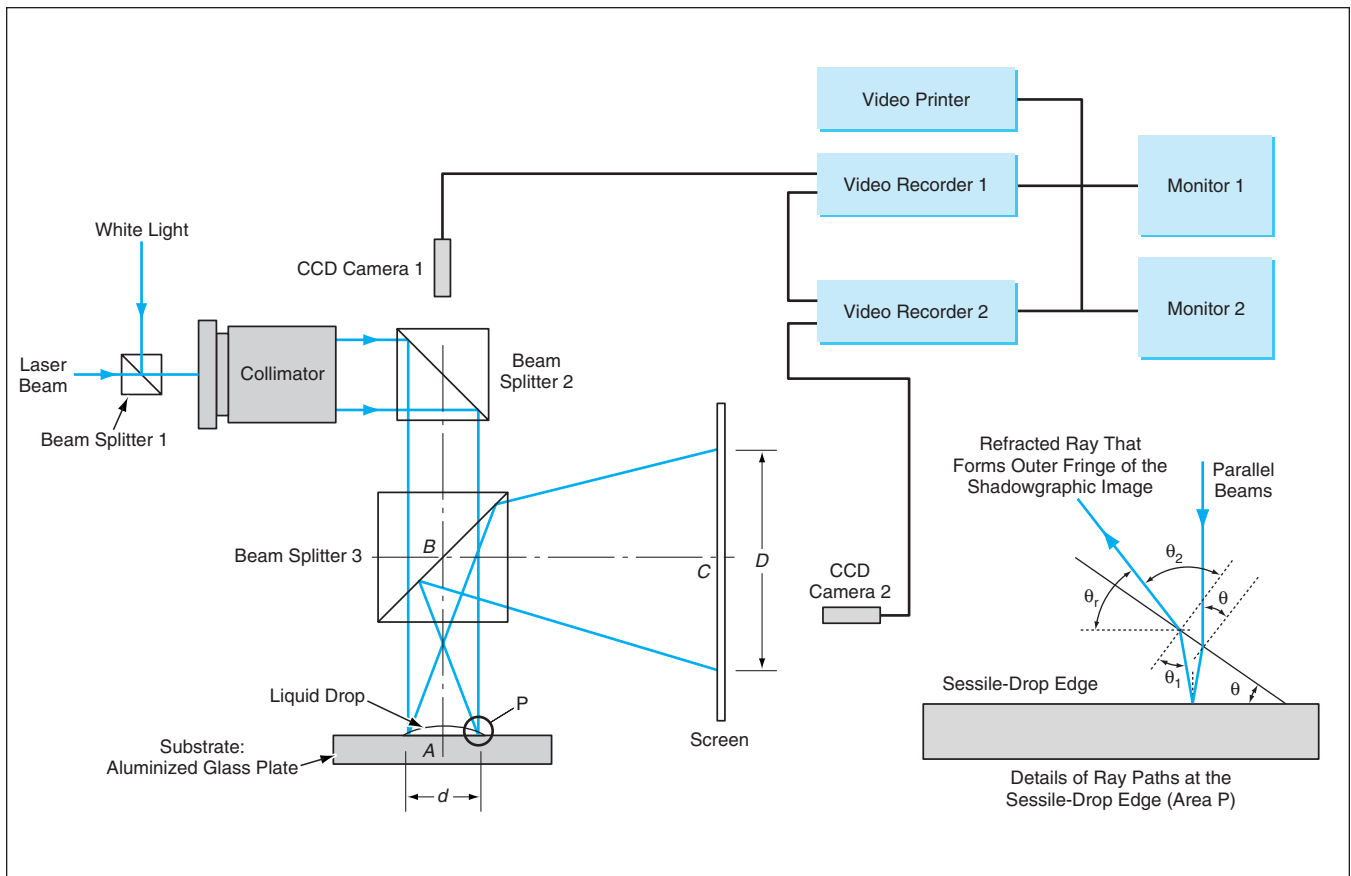 Video Printer
Video Recorder 1
Monitor 1
White Light
CCD Camera 1
Video Recorder 2
Monitor 2
Laser
Beam
Collimator
Beam
Splitter 2
Beam Splitter 1
Refracted Ray That
Forms Outer Fringe of the
Shadowgraphic Image
Parallel
Beams
Beam Splitter 3
B
C
D
CCD
Camera 2
θ2
θr
θ
θ1
θ
Liquid Drop
P
Sessile-Drop Edge
A
Screen
Substrate:
Aluminized Glass Plate
d
Details of Ray Paths at the
Sessile-Drop Edge (Area P)